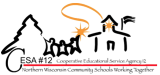 CESA #12 Cooperative Educational Service Agency 12
Northern Wisconsin Community Schools Working Together